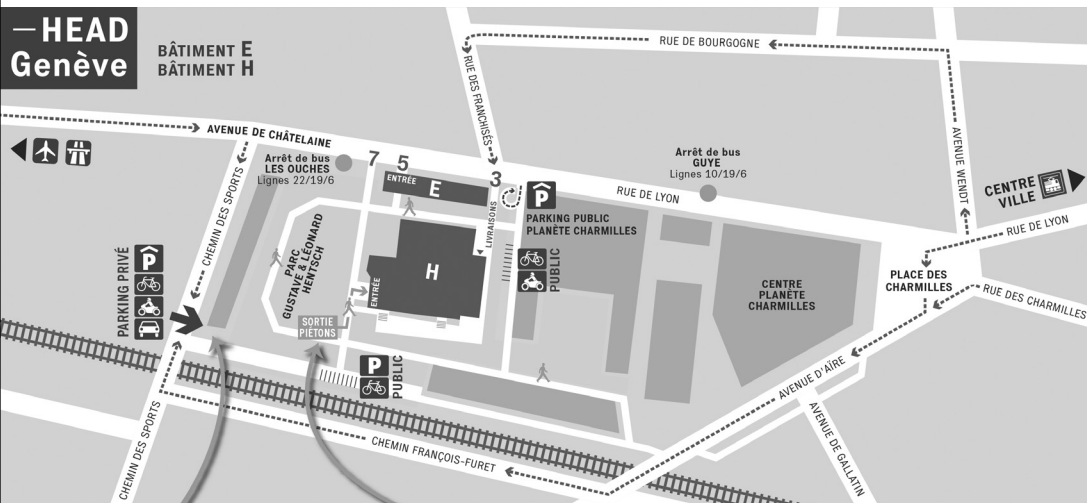 —HEAD
Genève
BÂTIMENT E
BÂTIMENT H
RUE DE BOURGOGNE
RUE DES FRANCHISÉS
AVENUE WENDT
AVENUE DE CHÂTELAINE
Arrêt de bus
LES OUCHES
Lignes 22/19/6
7
5
3
ENTRÉE
E
Arrêt de bus
GUYE
Lignes 10/19/6
RUE DE LYON
CENTRE
VILLE
RUE DE LYON
CHEMIN DES SPORTS
P
PARKING PUBLIC
PLANÈTE CHARMILLES
LIVRAISONS
PARC
GUSTAVE & LÉONARD
HENTSCH
H
ENTRÉE
PUBLIC
PARKING PRIVÉ
P
CENTRE
PLANÈTE
CHARMILLES
PLACE DES
CHARMILLES
RUE DES CHARMILLES
SORTIE
PIÉTONS
P
PUBLIC
AVENUE D'AÏRE
AVENUE DE GALLATIN
CHEMIN DES SPORTS
CHEMIN FRANÇOIS-FURET